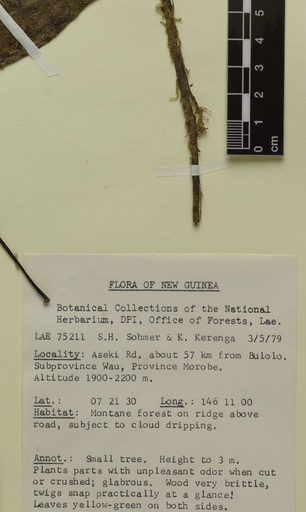 5
4
3
2
1
0
cm
FLORA OF NEW GUINEA
Botanical Collections of the National
Herbarium, DPI, Office of Forests, Lae.
LAE 75211 S.H. Sohmer & K. Kerenga 3/5/79
Locality: Aseki Rd, about 57 km from Bulolo.
Subprovince Wau, Province Morobe.
Altitude 1900-2200 m.
Lat.: 07 21 30 Long.: 146 11 00
Habitat: Montane forest on ridge above
road, subject to cloud dripping.
Annot.: Small tree. Height to 3 m.
Plants parts with unpleasant odor when cut
or crushed; glabrous. Wood very brittle,
twigs snap practically at a glance!
Leaves yellow-green on both sides.